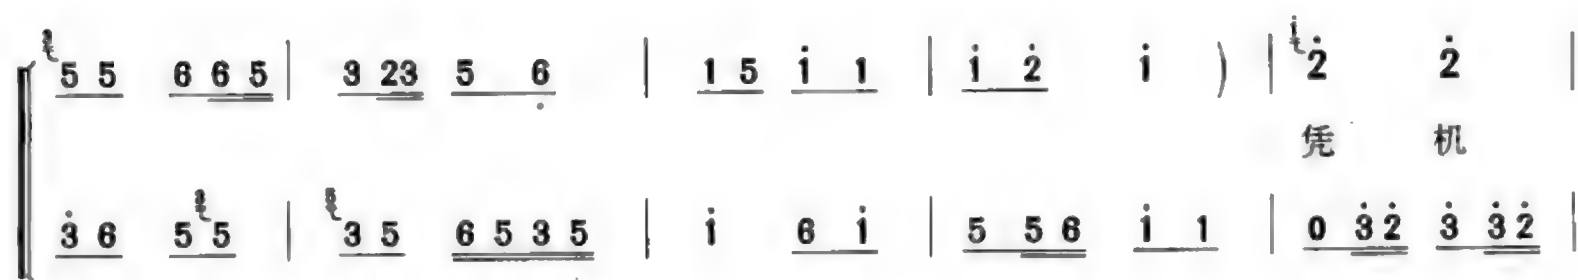 5 5 6 6 5 | 3 23 5 6̣ | 1 5 i̇ 1 | i̇ 2̇ i̇ ) | 2̇ 2̇ |
凭 机
3̇ 6 5 5 | 3 5 6 5 3 5 | i̇ 6 i̇ | 5 5 6 i̇ 1 | 0 3̇ 2̇ 3̇ 3̇ 2̇ |